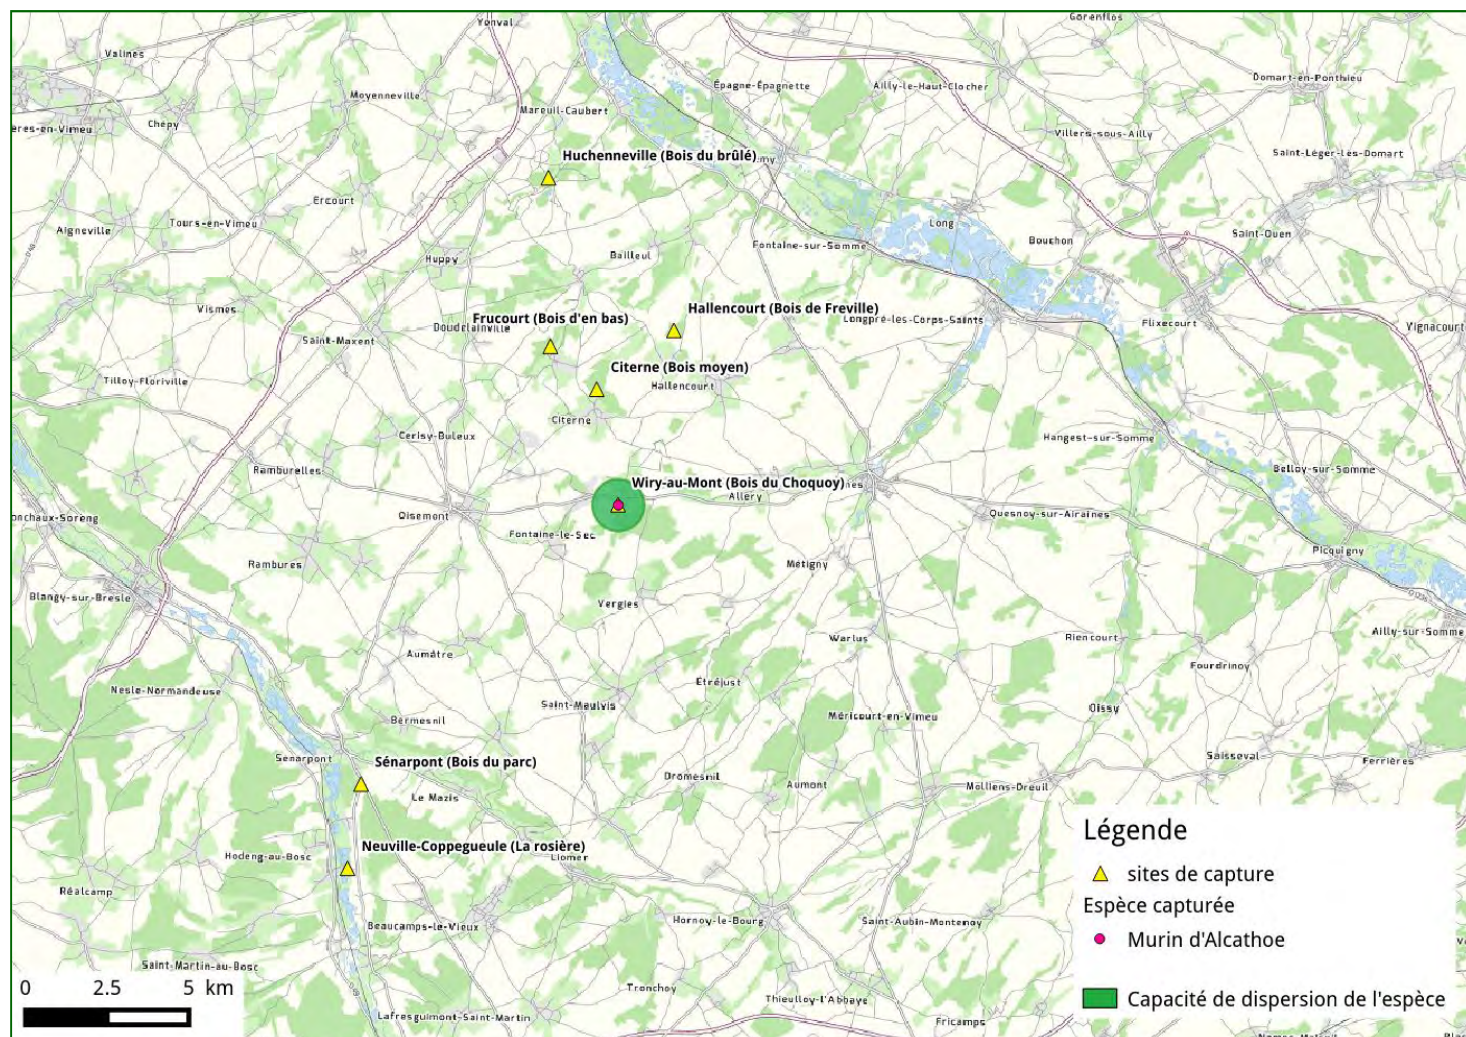 Yonval
Gorenflos
Valines
Épagne-Épagnette
Ailly-le-Haut-Clocher
Domart-en-Ponthieu
Moyenneville
Mareuil-Caubert
Chépy
ères-en-Vimeu
Villers-sous-Ailly
Saint-Léger-lès-Domart
Huchenneville (Bois du brûlé)
Ercourt
Tours-en-Vimeu
Aigneville
Long
Bouchon
Saint-Ouen
Fontaine-sur-Somme
Huppy
Bailleul
Vismes
Hallencourt (Bois de Freville)
Frucourt (Bois d'en bas)
Doudelainville
Longpré-les-Corps-Saints
Flixecourt
Vignacourt
Saint-Maxent
Citerne (Bois moyen)
Tilloy-Floriville
Hallencourt
Citerne
Cerisy-Buleux
Hangest-sur-Somme
Ramburelles
Belloy-sur-Somme
Wiry-au-Mont (Bois du Choquoy)
Allery
Oisemont
Quesnoy-sur-Airaines
onchaux-Soreng
Fontaine-le-Sec
Picquigny
Rambures
Métigny
Blangy-sur-Bresle
Vergies
Ailly-sur-Somme
Warlus
Riencourt
Aumâtre
Fourdrinoy
Nesle-Normandeuse
Étréjust
Saint-Maulvis
Oissy
Bermesnil
Méricourt-en-Vimeu
Senarpont
Sénarpont (Bois du parc)
Saisseval
Ferrières
Dromesnil
Aumont
Molliens-Dreuil
Le Mazis
Légende
Neuville-Coppegueule (La rosière)
Hodeng-au-Bosc
Liomer
sites de capture
Réalcamp
Espèce capturée
Beaucamps-le-Vieux
Hornoy-le-Bourg
Saint-Aubin-Montenoy
Murin d'Alcathoe
Saint-Martin-au-Bosc
0 2.5 5 km
Tronchoy
Thieulloy-l'Abbaye
Capacité de dispersion de l'espèce
Lafresguimont-Saint-Martin
Fricamps